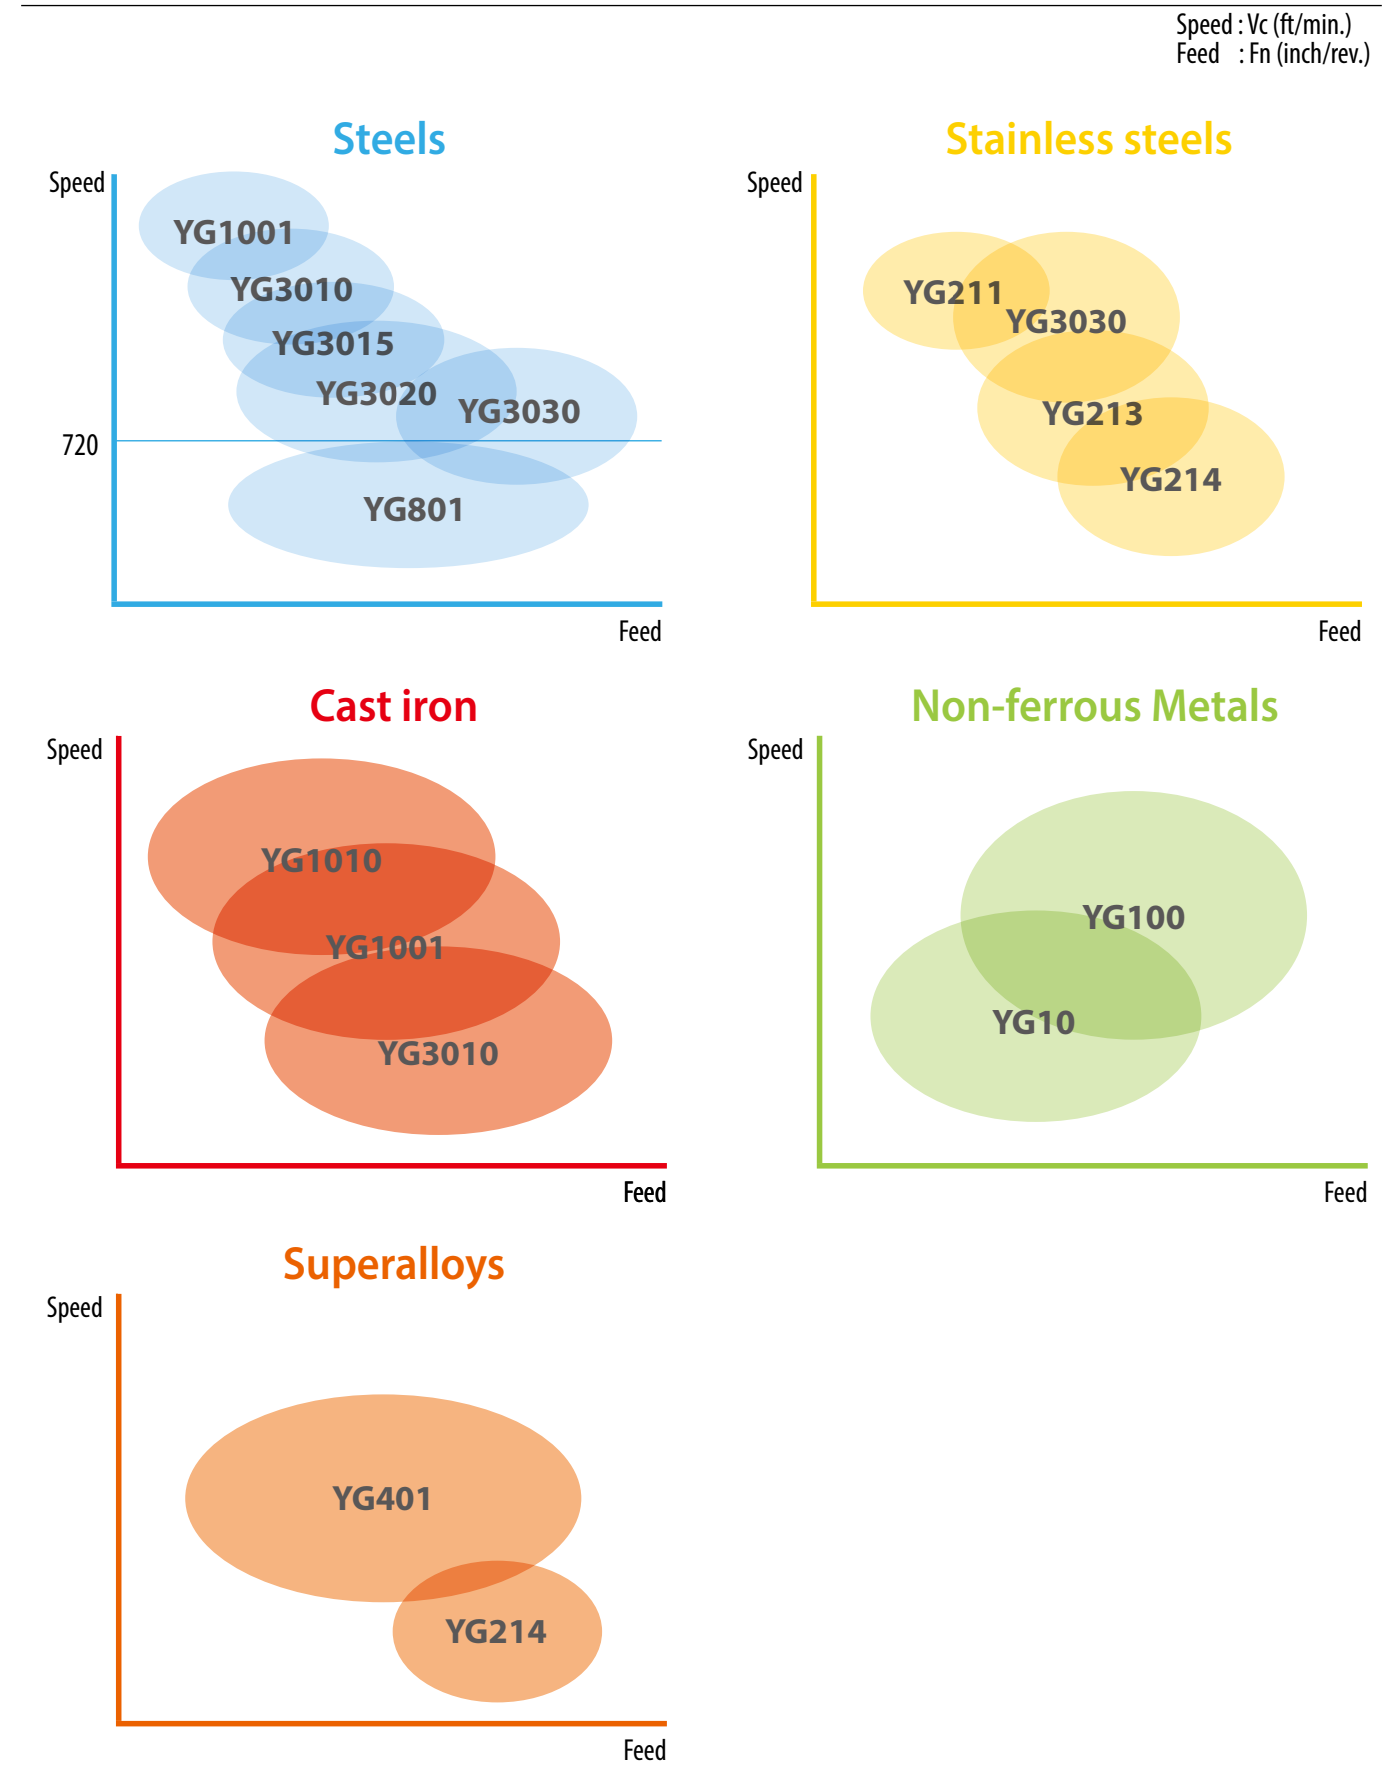 Speed : Vc (ft/min.)
Feed : Fn (inch/rev.)
Steels
Speed
YG1001
YG3010
YG3015
YG3020
YG3030
720
YG801
Feed
Stainless steels
Speed
YG211
YG3030
YG213
YG214
Feed
Cast iron
Speed
YG1010
YG1001
YG3010
Feed
Non-ferrous Metals
Speed
YG100
YG10
Feed
Superalloys
Speed
YG401
YG214
Feed